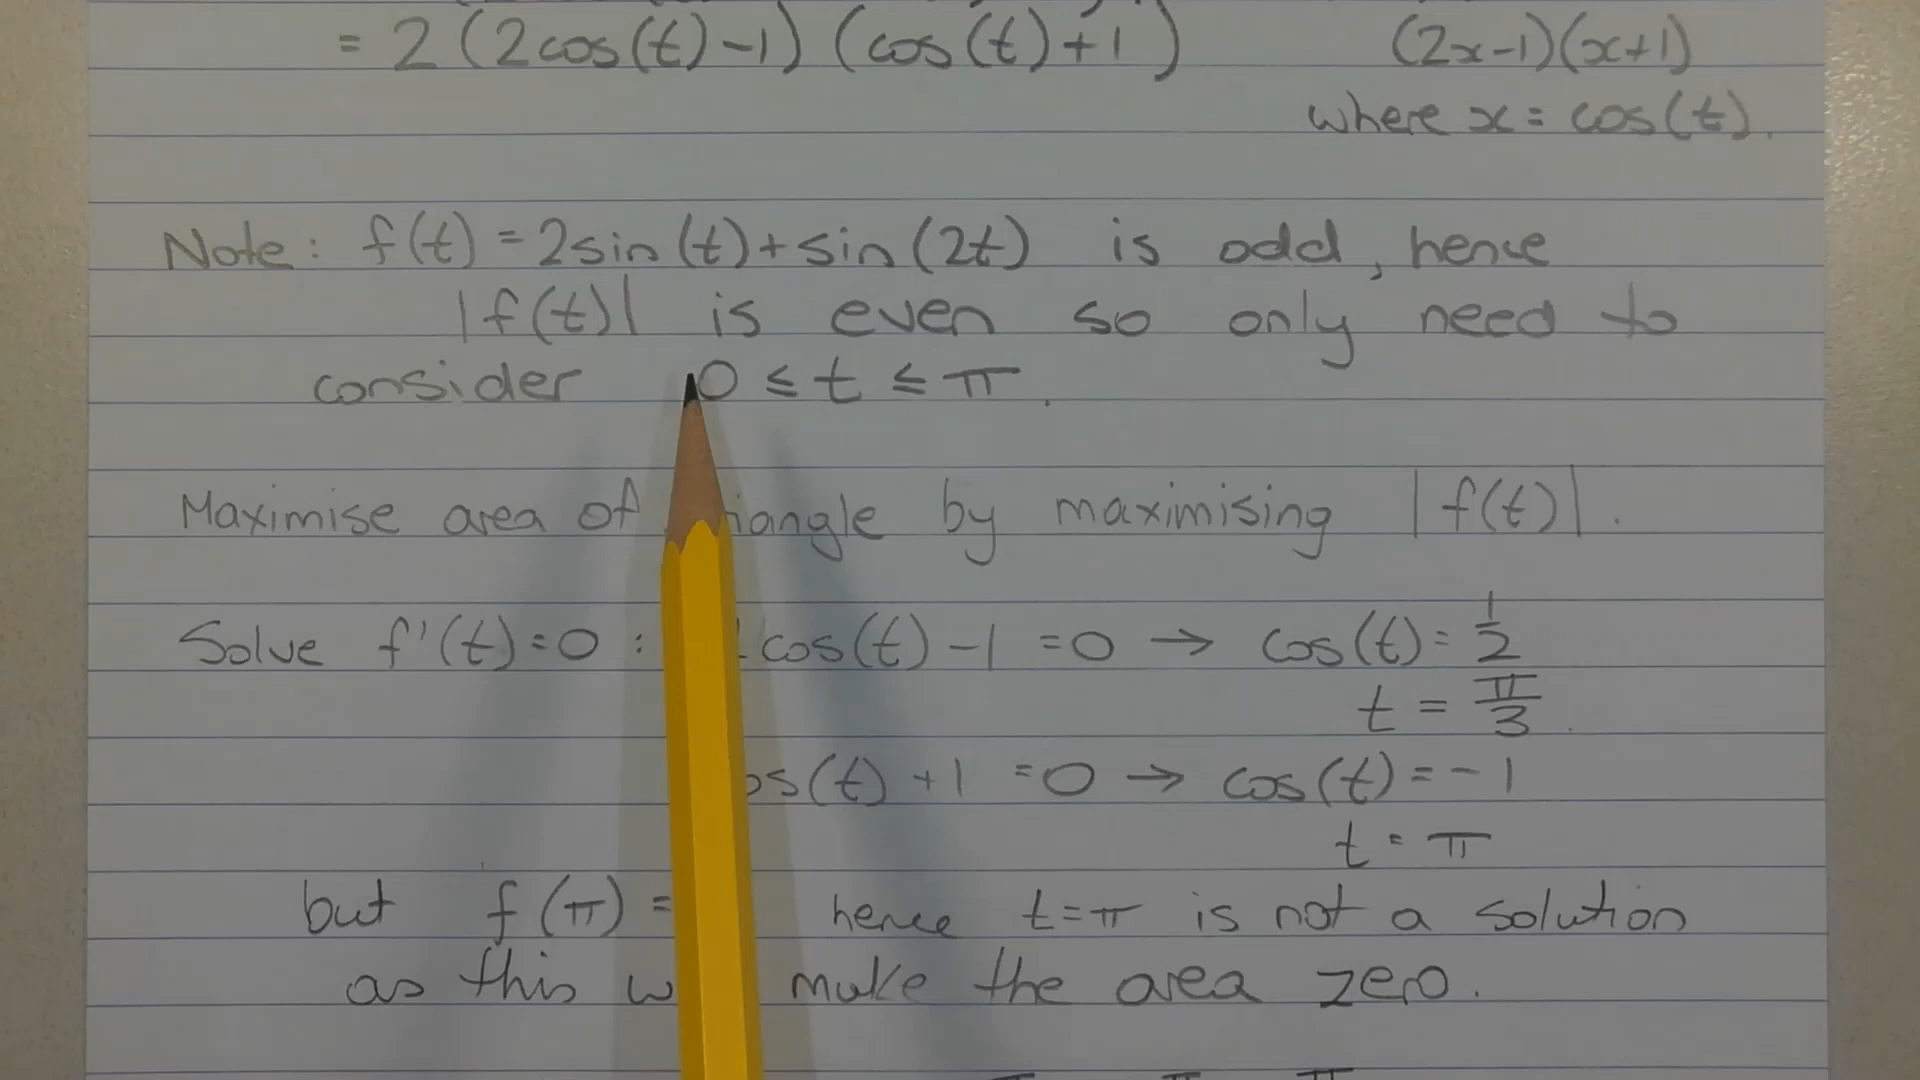 = 2 (2cos(t)-1) (cos(t)+1) (2x-1)(x+1)
where x = cos(t).
Note: f(t) = 2sin(t)+sin(2t) is odd, hence
|f(t)| is even so only need to
consider 0 ≤ t ≤ π.
Maximise area of iangle by maximising |f(t)|.
Solve f'(t)=0 : cos(t) -1 =0 → cos(t)= 1/2
t = π/3.
os(t) +1 =0 → cos(t)=-1
t = π
but f(π) = hence t=π is not a solution
as this w make the area zero.